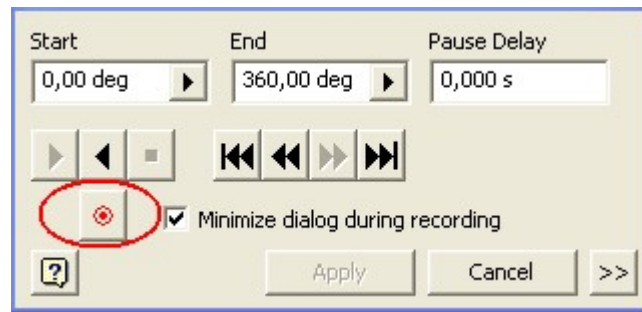 Start End Pause Delay
0,00 deg 360,00 deg 0,000 s
Minimize dialog during recording
? Apply Cancel >>